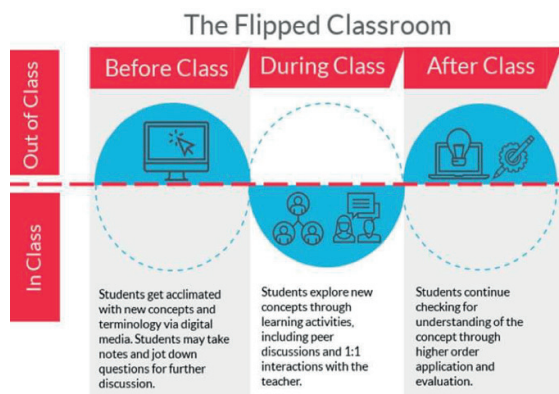 The Flipped Classroom
Before Class
During Class
After Class
Out of Class
In Class
Students get acclimated
with new concepts and
terminology via digital
media. Students may take
notes and jot down
questions for further
discussion.
Students explore new
concepts through
learning activities,
including peer
discussions and 1:1
interactions with the
teacher.
Students continue
checking for
understanding of the
concept through
higher order
application and
evaluation.